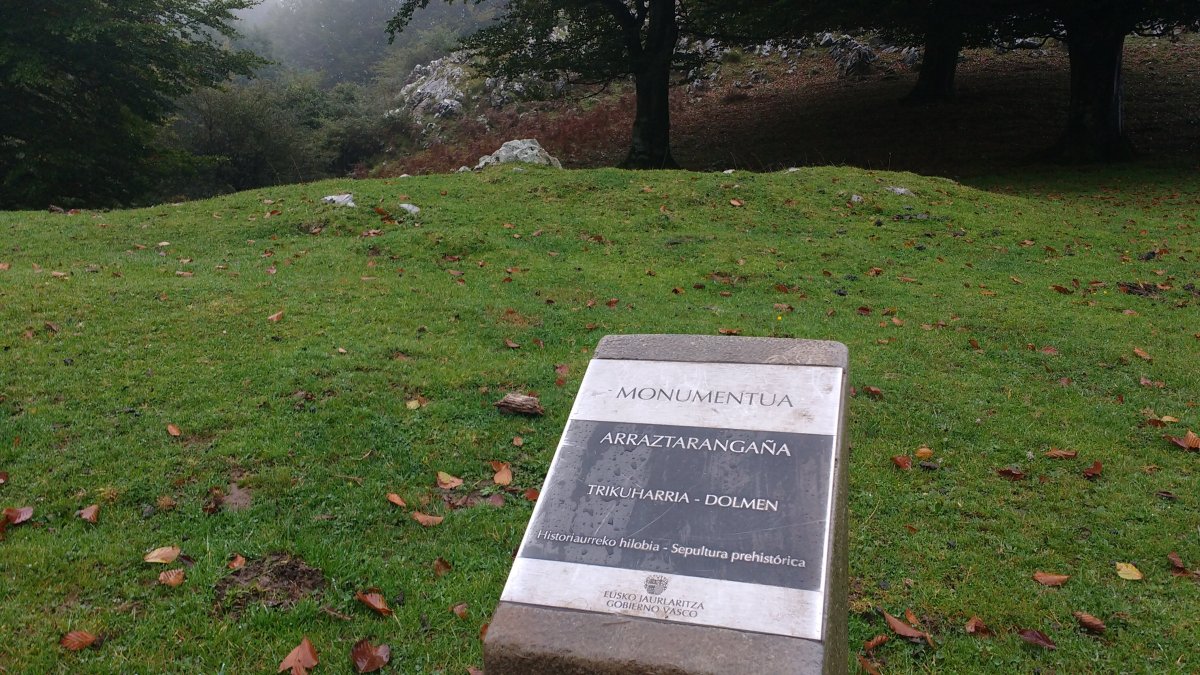 MONUMENTUA
ARRAZTARANGAÑA
TRIKUHARRIA - DOLMEN
Historiaurreko hilobia - Sepultura prehistórica
EUSKO JAURLARITZA
GOBIERNO VASCO